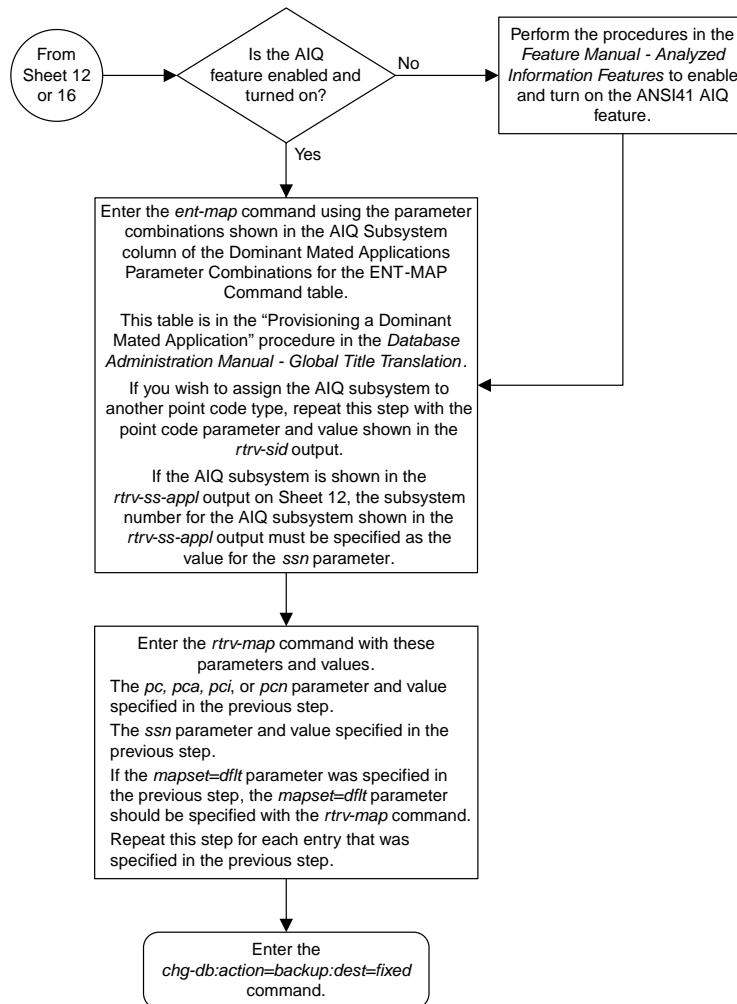 From
Sheet 12
or 16
Is the AIQ
feature enabled and
turned on?
No
Perform the procedures in the
Feature Manual - Analyzed
Information Features to enable
and turn on the ANSI41 AIQ
feature.
Yes
Enter the ent-map command using the parameter
combinations shown in the AIQ Subsystem
column of the Dominant Mated Applications
Parameter Combinations for the ENT-MAP
Command table.
This table is in the “Provisioning a Dominant
Mated Application” procedure in the Database
Administration Manual - Global Title Translation.
If you wish to assign the AIQ subsystem to
another point code type, repeat this step with the
point code parameter and value shown in the
rtrv-sid output.
If the AIQ subsystem is shown in the
rtrv-ss-appl output on Sheet 12, the subsystem
number for the AIQ subsystem shown in the
rtrv-ss-appl output must be specified as the
value for the ssn parameter.
Enter the rtrv-map command with these
parameters and values.
The pc, pca, pci, or pcn parameter and value
specified in the previous step.
The ssn parameter and value specified in the
previous step.
If the mapset=dflt parameter was specified in
the previous step, the mapset=dflt parameter
should be specified with the rtrv-map command.
Repeat this step for each entry that was
specified in the previous step.
Enter the
chg-db:action=backup:dest=fixed
command.